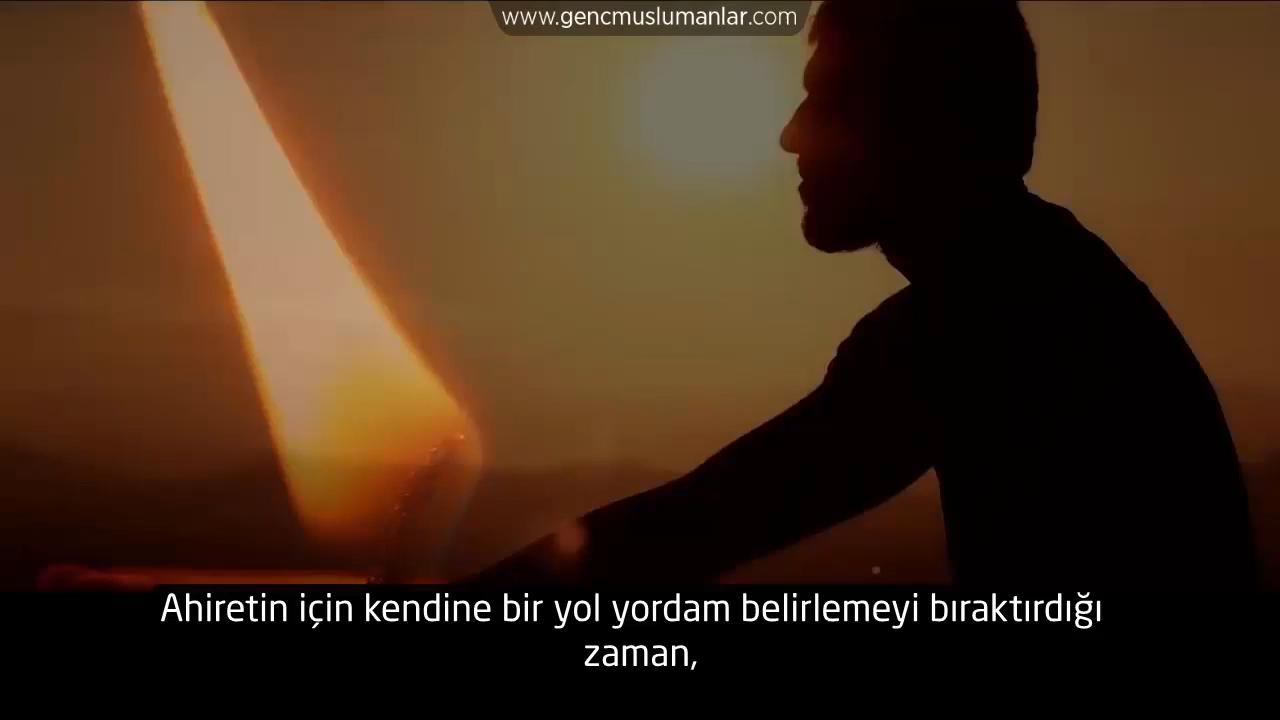 www.gencmuslumanlar.com
Ahiretin için kendine bir yol yordam belirlemeyi bıraktırdığı
zaman,